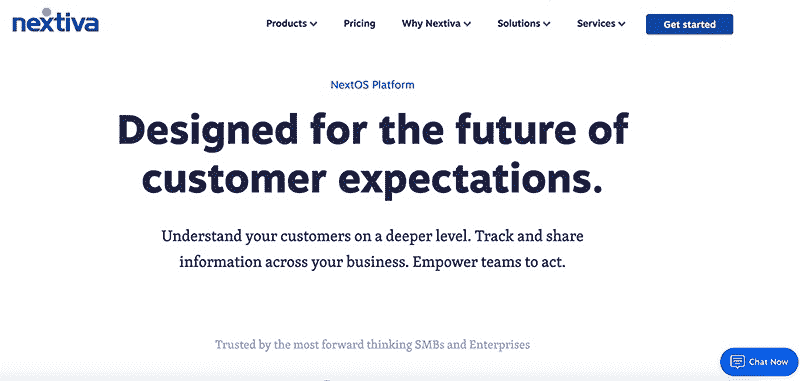 nextiva
Products Pricing Why Nextiva Solutions Services Get started
NextOS Platform
Designed for the future of
customer expectations.
Understand your customers on a deeper level. Track and share
information across your business. Empower teams to act.
Trusted by the most forward thinking SMBs and Enterprises
Chat Now